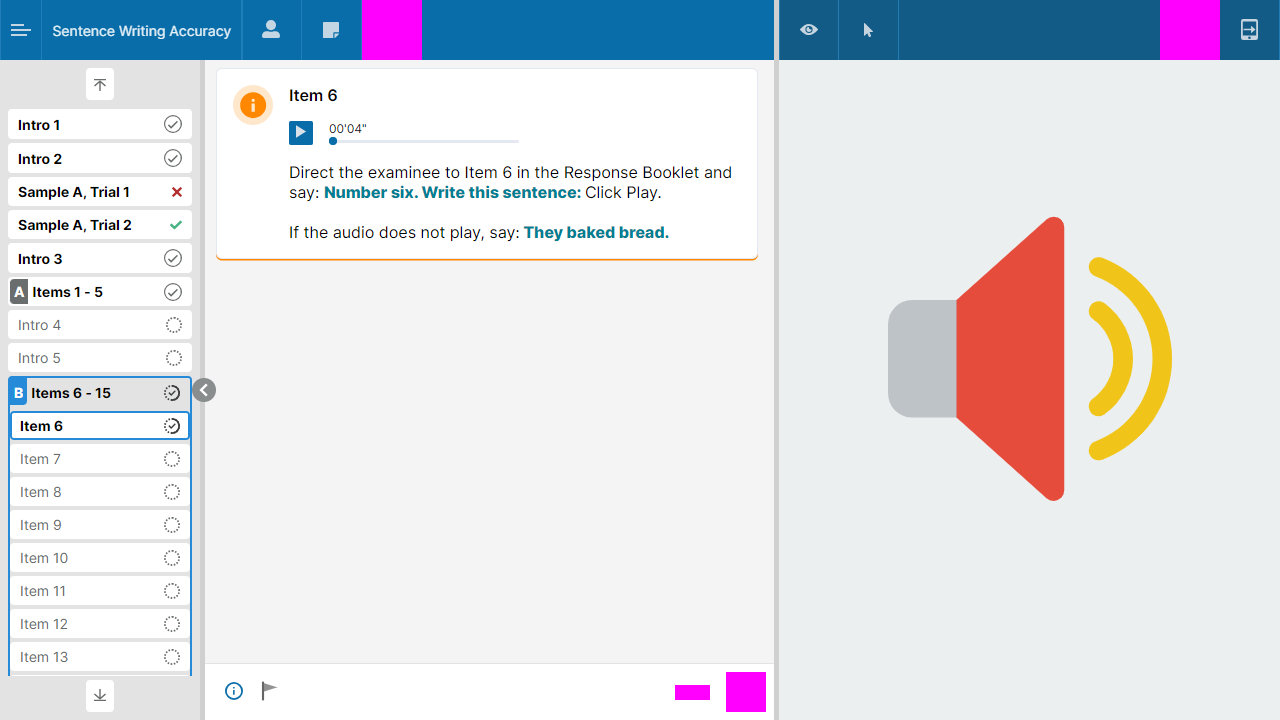 Sentence Writing Accuracy
Intro 1
Intro 2
Sample A, Trial 1
Sample A, Trial 2
Intro 3
A Items 1 - 5
Intro 4
Intro 5
B Items 6 - 15
Item 6
Item 7
Item 8
Item 9
Item 10
Item 11
Item 12
Item 13
Item 6
00'04"
Direct the examinee to Item 6 in the Response Booklet and
say: Number six. Write this sentence: Click Play.
If the audio does not play, say: They baked bread.